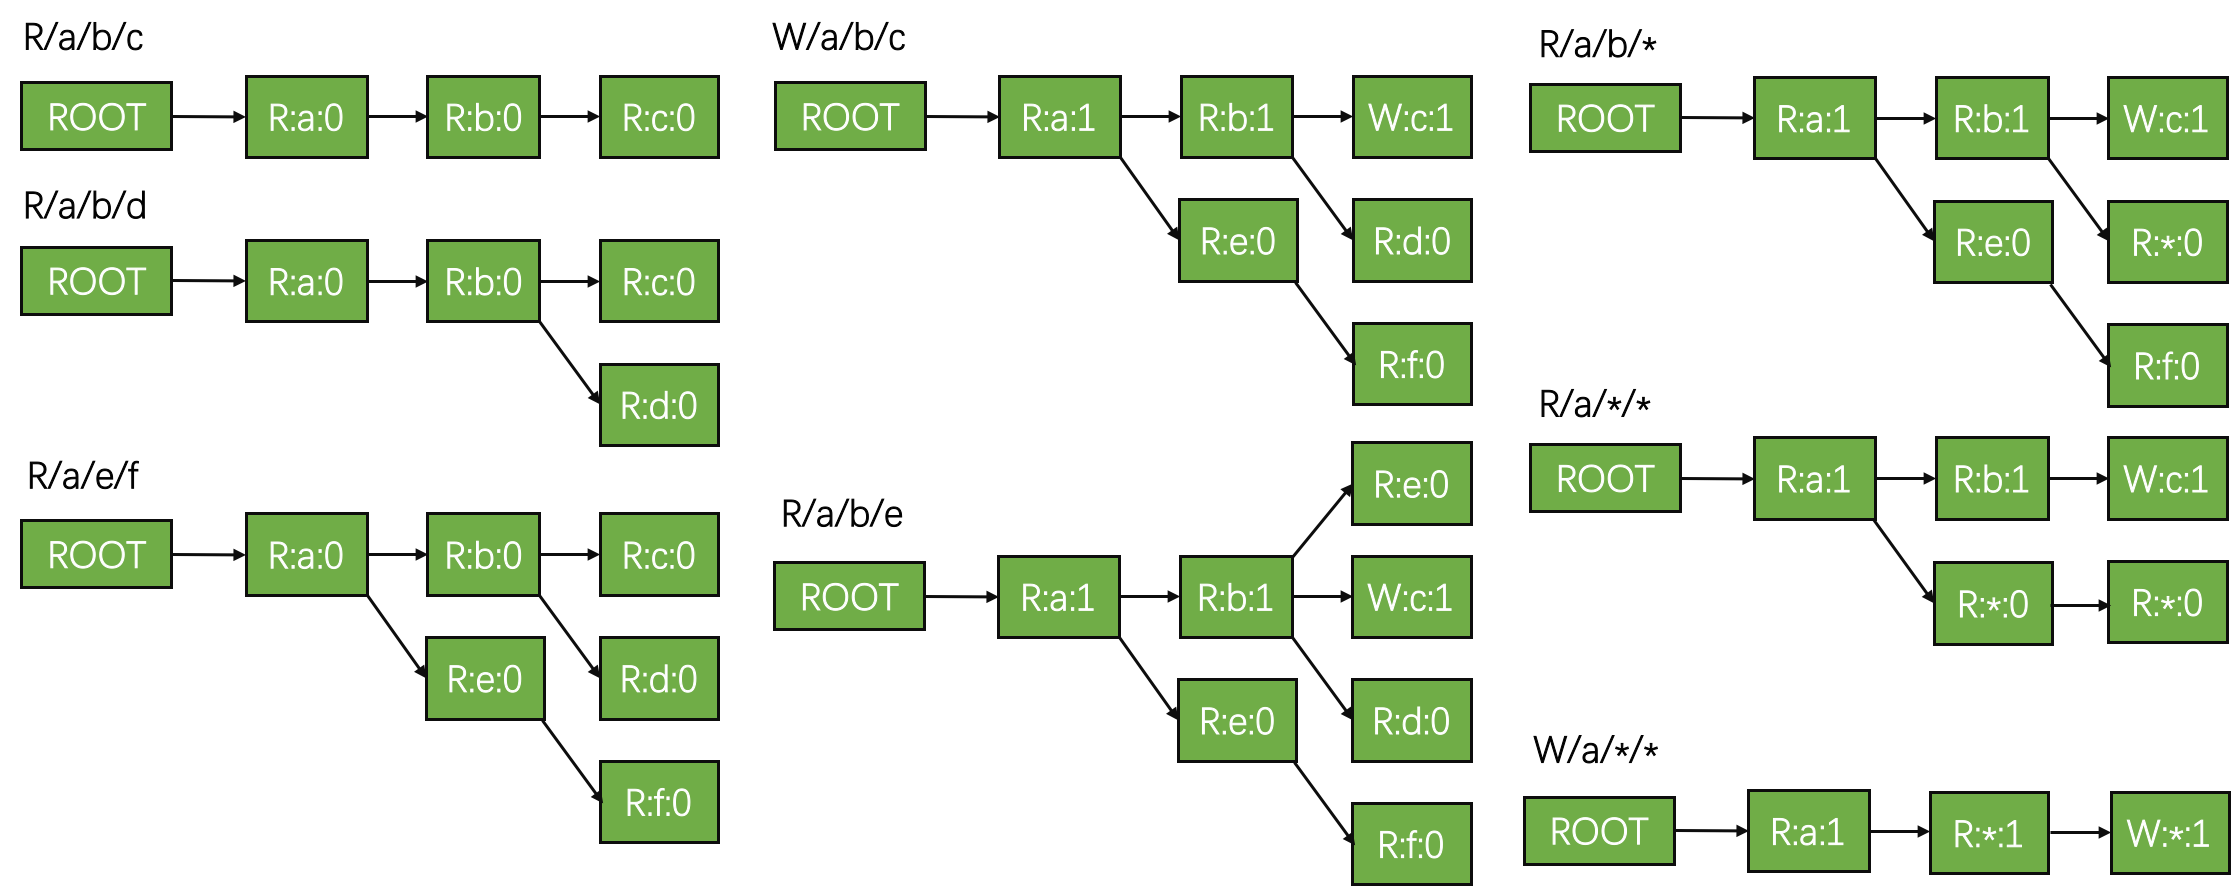 R/a/b/c
ROOT R:a:0 R:b:0 R:c:0
R/a/b/d
ROOT R:a:0 R:b:0 R:c:0
R:d:0
R/a/e/f
ROOT R:a:0 R:b:0 R:c:0
R:e:0 R:d:0
R:f:0
W/a/b/c
ROOT R:a:1 R:b:1 W:c:1
R:e:0 R:d:0
R:f:0
R/a/b/e
R:e:0
ROOT R:a:1 R:b:1 W:c:1
R:e:0 R:d:0
R:f:0
R/a/b/*
ROOT R:a:1 R:b:1 W:c:1
R:e:0 R:*:0
R:f:0
R/a/*/*
ROOT R:a:1 R:b:1 W:c:1
R:*:0 R:*:0
W/a/*/*
ROOT R:a:1 R:*:1 W:*:1